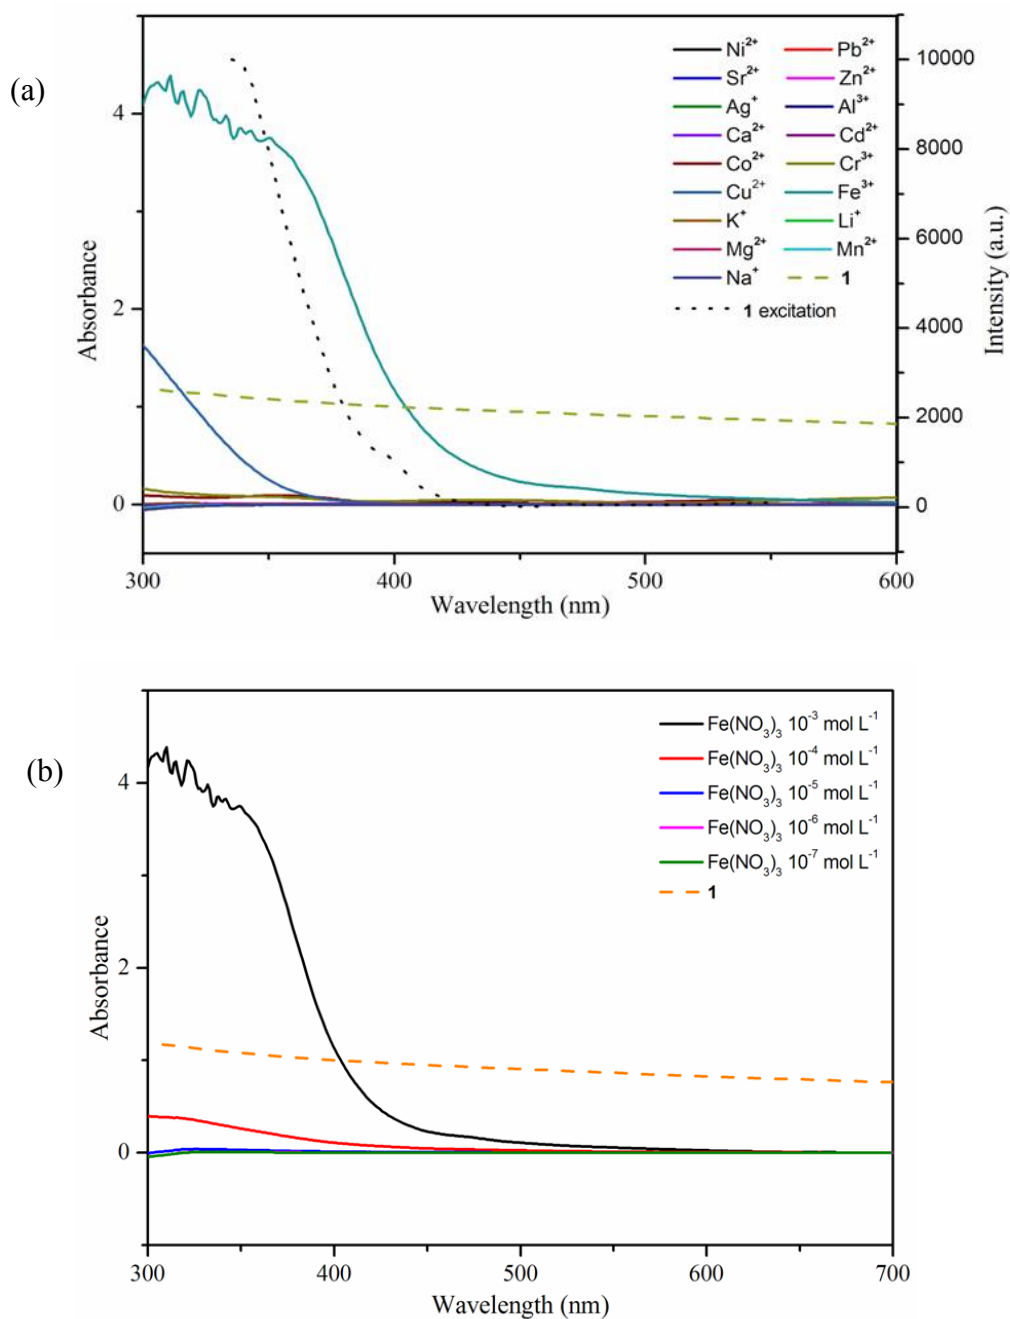 (a)
Absorbance
4
2
0
300 400 500 600
Wavelength (nm)
10000
8000
6000
4000
2000
0
Intensity (a.u.)
Ni²⁺ Pb²⁺
Sr²⁺ Zn²⁺
Ag⁺ Al³⁺
Ca²⁺ Cd²⁺
Co²⁺ Cr³⁺
Cu²⁺ Fe³⁺
K⁺ Li⁺
Mg²⁺ Mn²⁺
Na⁺ 1
1 excitation
(b)
Absorbance
4
2
0
300 400 500 600 700
Wavelength (nm)
Fe(NO₃)₃ 10⁻³ mol L⁻¹
Fe(NO₃)₃ 10⁻⁴ mol L⁻¹
Fe(NO₃)₃ 10⁻⁵ mol L⁻¹
Fe(NO₃)₃ 10⁻⁶ mol L⁻¹
Fe(NO₃)₃ 10⁻⁷ mol L⁻¹
1